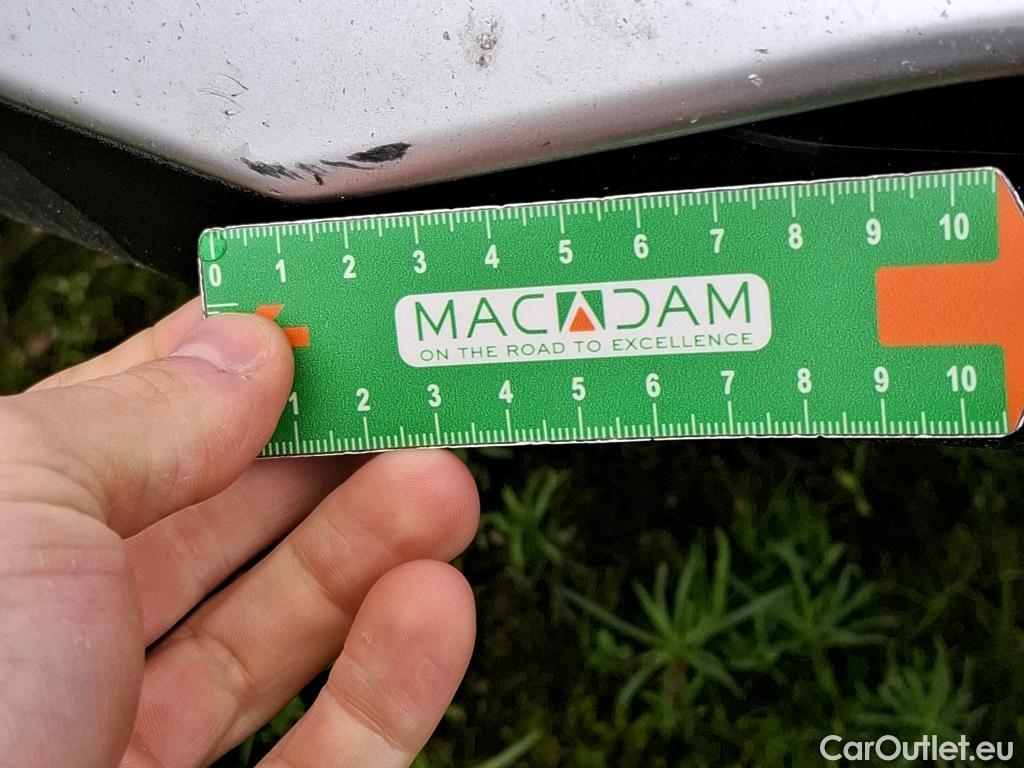 0 1 2 3 4 5 6 7 8 9 10
MACADAM
ON THE ROAD TO EXCELLENCE
1 2 3 4 5 6 7 8 9 10
CarOutlet.eu